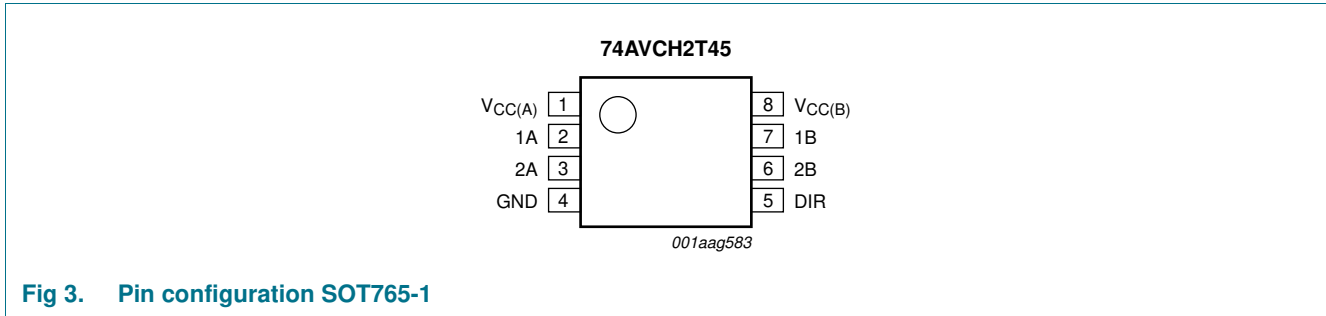 74AVCH2T45
VCC(A) 1 8 VCC(B)
1A 2 7 1B
2A 3 6 2B
GND 4 5 DIR
001aag583
Fig 3. Pin configuration SOT765-1